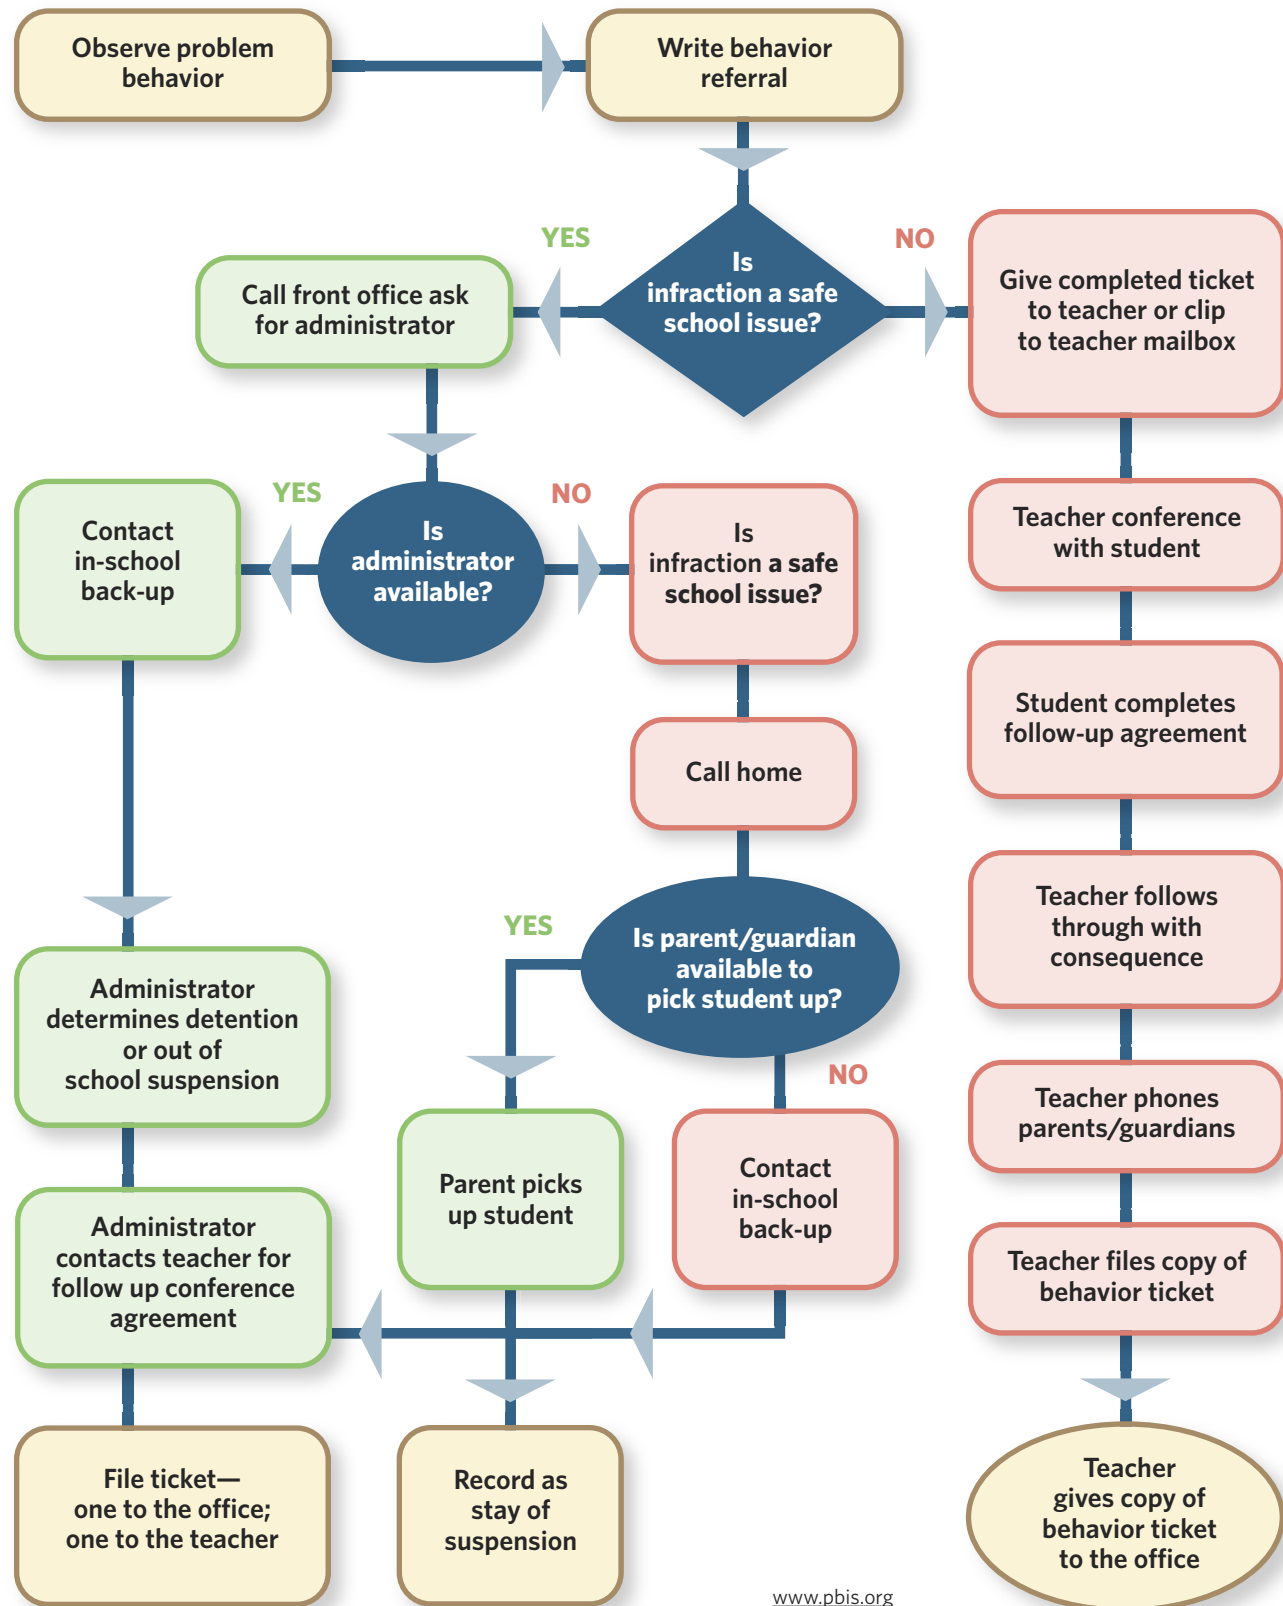 Observe problem
behavior
Write behavior
referral
Is
infraction a safe
school issue?
YES
NO
Call front office ask
for administrator
Give completed ticket
to teacher or clip
to teacher mailbox
Is
administrator
available?
YES
NO
Contact
in-school
back-up
Is
infraction a safe
school issue?
Teacher conference
with student
Call home
Student completes
follow-up agreement
Is parent/guardian
available to
pick student up?
YES
NO
Teacher follows
through with
consequence
Administrator
determines detention
or out of
school suspension
Teacher phones
parents/guardians
Parent picks
up student
Contact
in-school
back-up
Administrator
contacts teacher for
follow up conference
agreement
Teacher files copy of
behavior ticket
File ticket—
one to the office;
one to the teacher
Record as
stay of
suspension
Teacher
gives copy of
behavior ticket
to the office
www.pbis.org